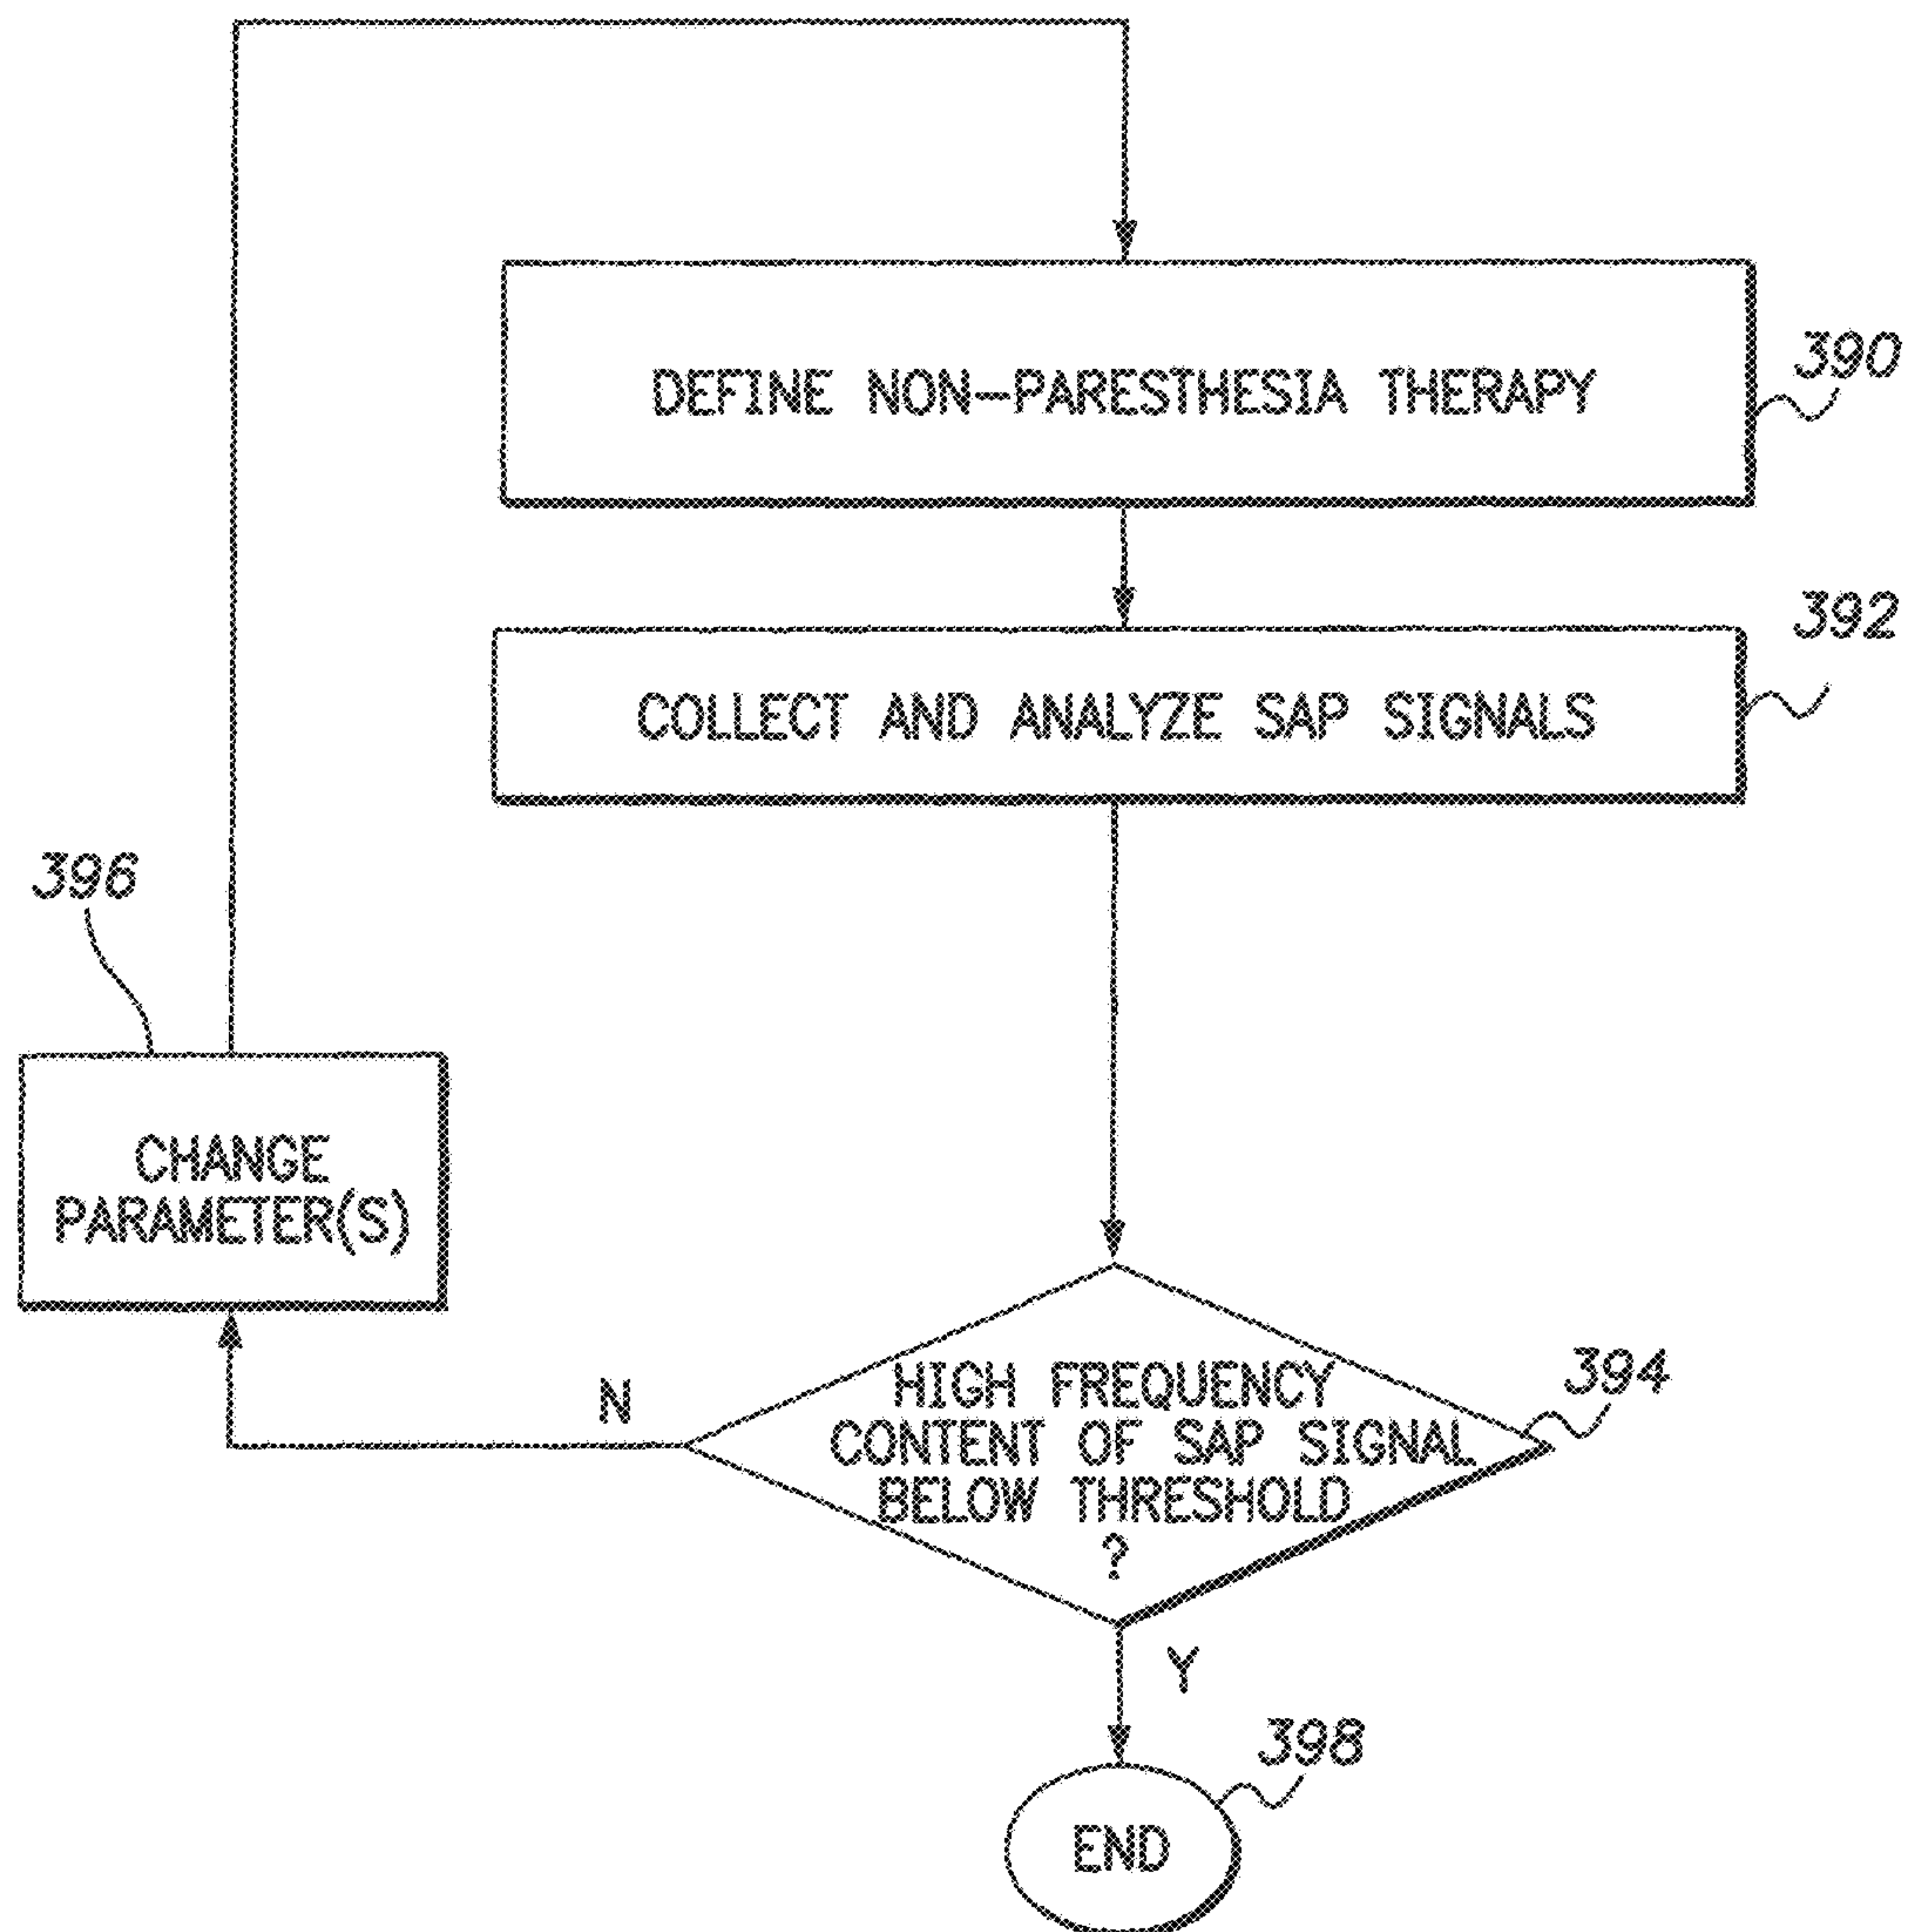 DEFINE NON-PARESTHESIA THERAPY
390
COLLECT AND ANALYZE SAP SIGNALS
392
396
CHANGE
PARAMETER(S)
N
HIGH FREQUENCY
CONTENT OF SAP SIGNAL
BELOW THRESHOLD
?
394
Y
398
END